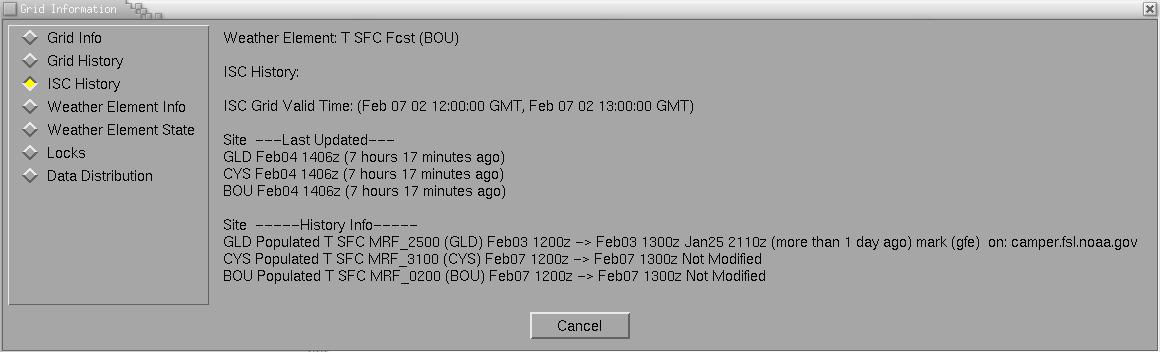 Grid Information
Grid Info
Grid History
ISC History
Weather Element Info
Weather Element State
Locks
Data Distribution
Weather Element: T SFC Fcst (BOU)
ISC History:
ISC Grid Valid Time: (Feb 07 02 12:00:00 GMT, Feb 07 02 13:00:00 GMT)
Site ---Last Updated---
GLD Feb04 1406z (7 hours 17 minutes ago)
CYS Feb04 1406z (7 hours 17 minutes ago)
BOU Feb04 1406z (7 hours 17 minutes ago)
Site -----History Info-----
GLD Populated T SFC MRF_2500 (GLD) Feb03 1200z -> Feb03 1300z Jan25 2110z (more than 1 day ago) mark (gfe) on: camper.fsl.noaa.gov
CYS Populated T SFC MRF_3100 (CYS) Feb07 1200z -> Feb07 1300z Not Modified
BOU Populated T SFC MRF_0200 (BOU) Feb07 1200z -> Feb07 1300z Not Modified
Cancel